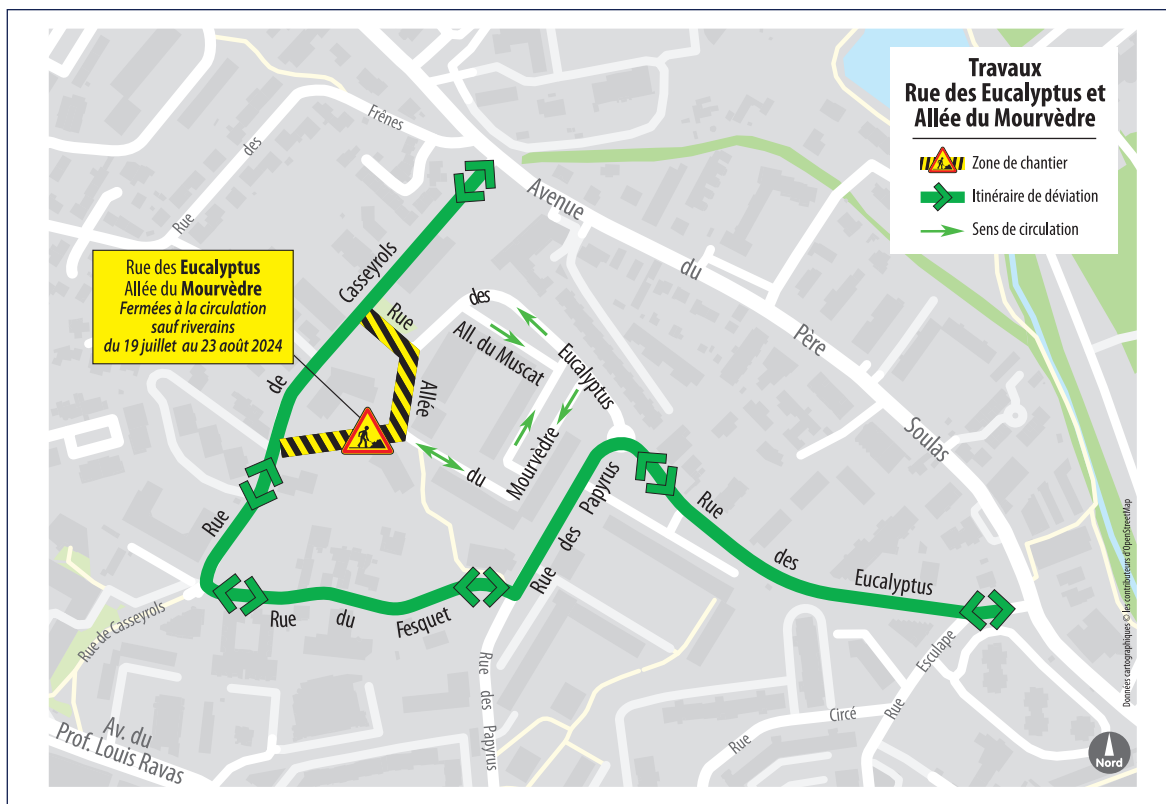 Travaux
Rue des Eucalyptus et
Allée du Mourvèdre
Zone de chantier
Itinéraire de déviation
Sens de circulation
Rue des Eucalyptus
Allée du Mourvèdre
Fermées à la circulation
sauf riverains
du 19 juillet au 23 août 2024
Rue des Frênes
Avenue du Père Soulas
Rue de Casseyrols
Rue des Eucalyptus
All. du Muscat
Allée du Mourvèdre
Rue des Papyrus
Rue des Eucalyptus
Rue du Fesquet
Rue de Casseyrols
Rue des Papyrus
Rue Esculape
Rue Circé
Av. du
Prof. Louis Ravas
Données cartographiques © les contributeurs d'OpenStreetMap
Nord